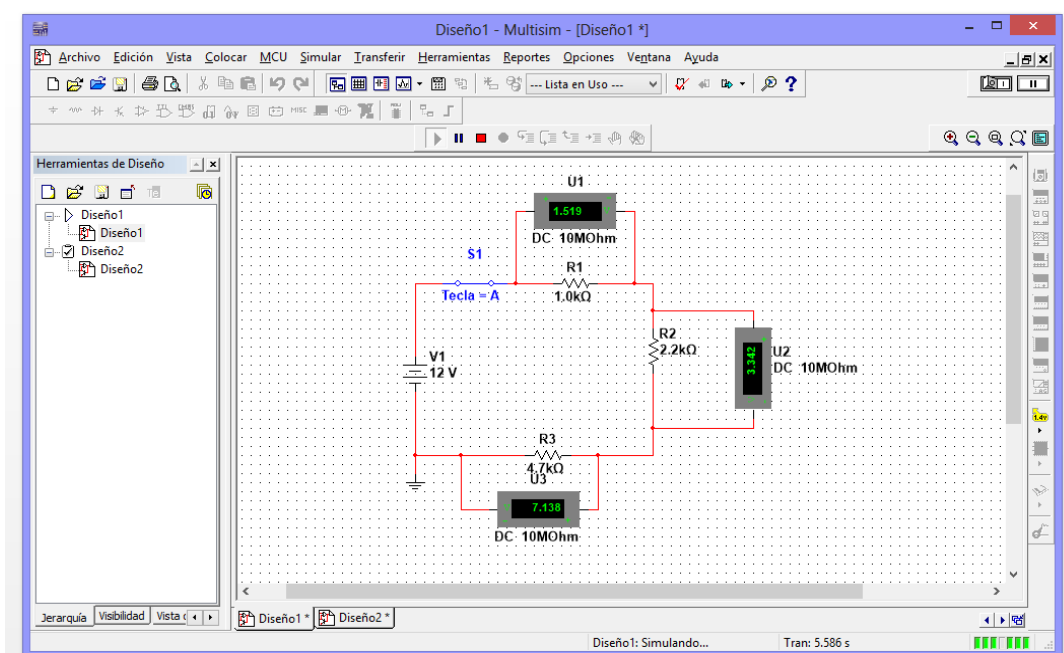 Diseño1 - Multisim - [Diseño1 *]
Archivo Edición Vista Colocar MCU Simular Transferir Herramientas Reportes Opciones Ventana Ayuda
--- Lista en Uso ---
Herramientas de Diseño
Diseño1
Diseño1
Diseño2
Diseño2
U1
1.519
DC 10MOhm
S1
Tecla = A
R1
1.0kΩ
R2
2.2kΩ
3.342
U2
DC 10MOhm
V1
12 V
R3
4.7kΩ
U3
7.138
DC 10MOhm
Jerarquía Visibilidad Vista
Diseño1 * Diseño2 *
Diseño1: Simulando... Tran: 5.586 s